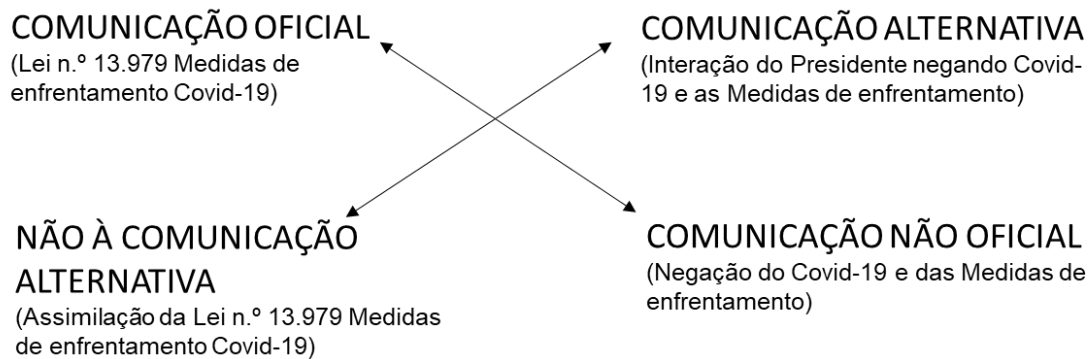 COMUNICAÇÃO OFICIAL
(Lei n.º 13.979 Medidas de
enfrentamento Covid-19)
COMUNICAÇÃO ALTERNATIVA
(Interação do Presidente negando Covid-
19 e as Medidas de enfrentamento)
NÃO À COMUNICAÇÃO
ALTERNATIVA
(Assimilação da Lei n.º 13.979 Medidas
de enfrentamento Covid-19)
COMUNICAÇÃO NÃO OFICIAL
(Negação do Covid-19 e das Medidas de
enfrentamento)